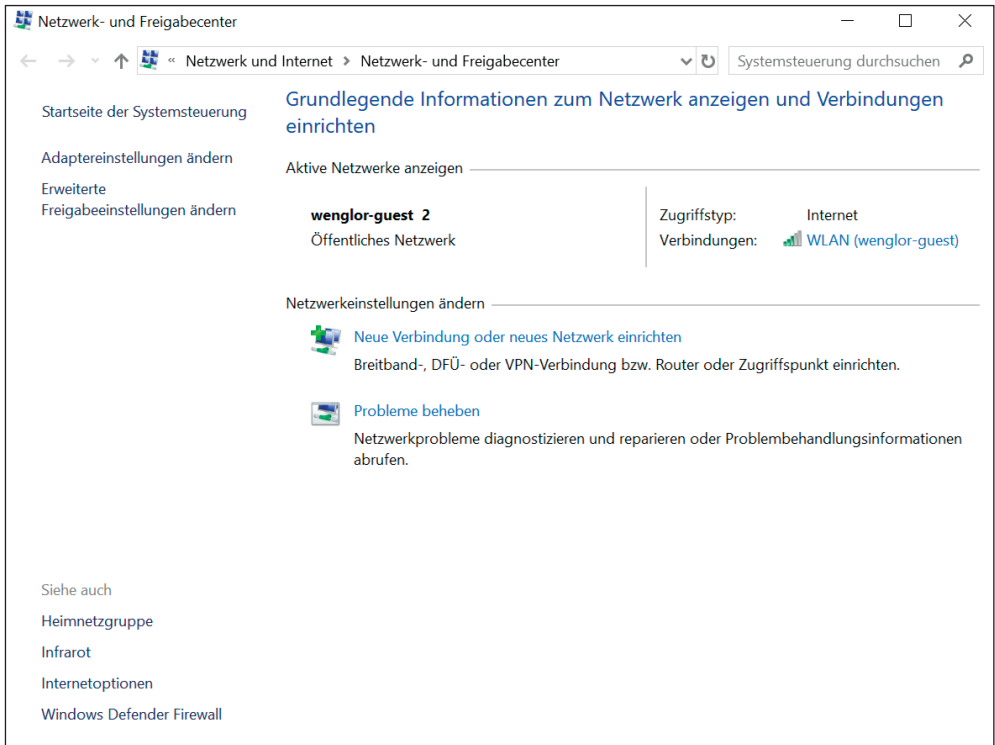 Netzwerk- und Freigabecenter
« Netzwerk und Internet > Netzwerk- und Freigabecenter
Systemsteuerung durchsuchen
Startseite der Systemsteuerung
Adaptereinstellungen ändern
Erweiterte
Freigabeeinstellungen ändern
Grundlegende Informationen zum Netzwerk anzeigen und Verbindungen
einrichten
Aktive Netzwerke anzeigen
wenglor-guest 2
Öffentliches Netzwerk
Zugriffstyp: Internet
Verbindungen: WLAN (wenglor-guest)
Netzwerkeinstellungen ändern
Neue Verbindung oder neues Netzwerk einrichten
Breitband-, DFÜ- oder VPN-Verbindung bzw. Router oder Zugriffspunkt einrichten.
Probleme beheben
Netzwerkprobleme diagnostizieren und reparieren oder Problembehandlungsinformationen
abrufen.
Siehe auch
Heimnetzgruppe
Infrarot
Internetoptionen
Windows Defender Firewall